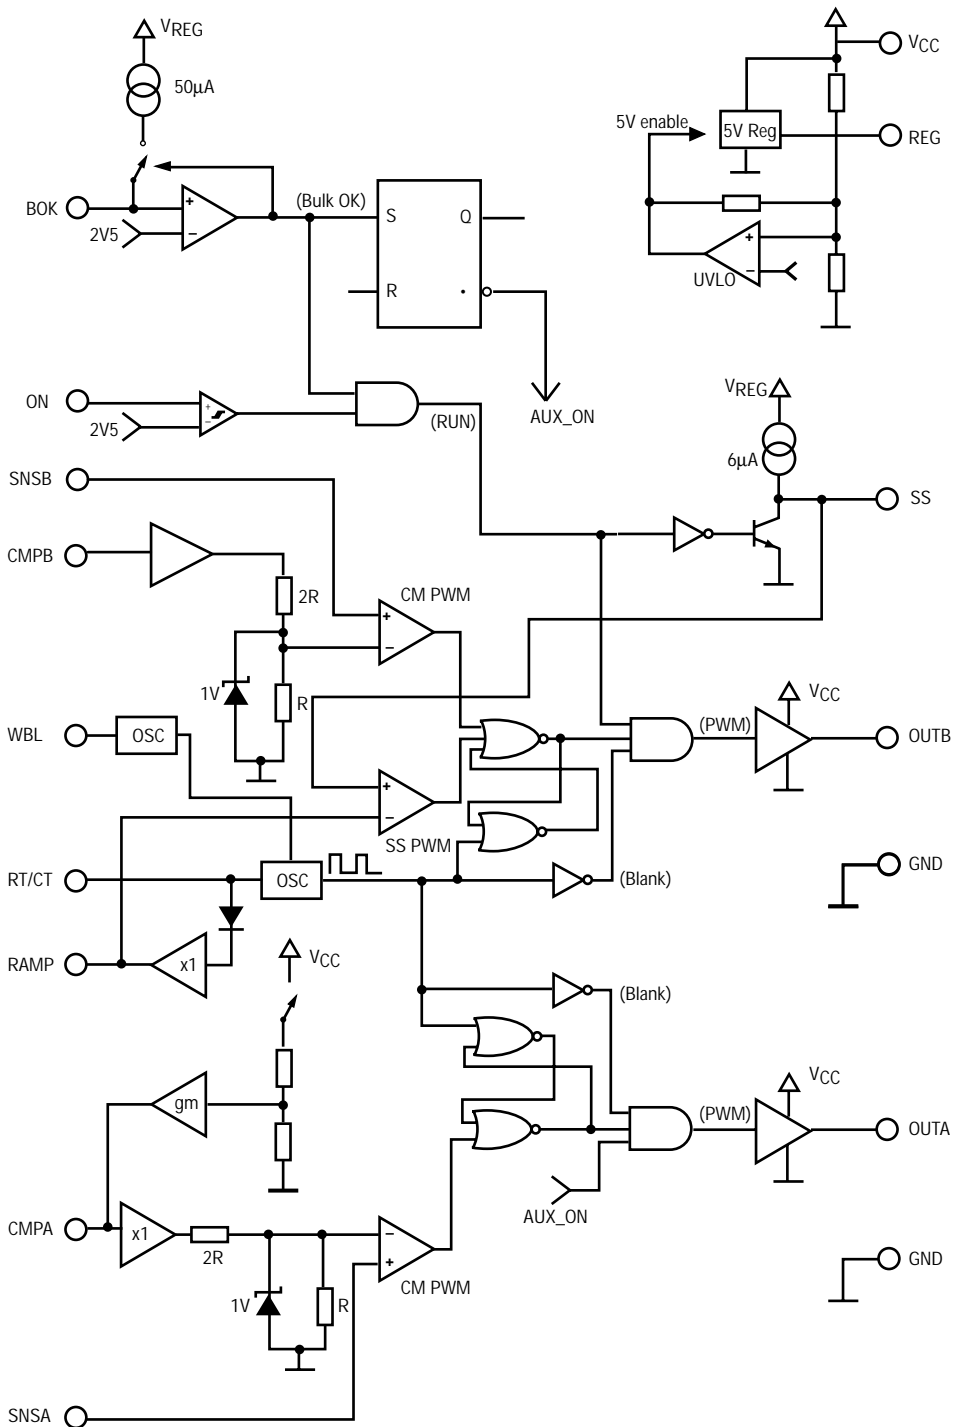 VREG
VCC
50µA
5V enable
5V Reg
REG
+
(Bulk OK)
S
Q
BOK
2V5
−
+
UVLO
−
R
VREG
ON
+
−
(RUN)
AUX_ON
2V5
6µA
SNSB
SS
CMPB
2R
CM PWM
+
−
1V
R
VCC
WBL
OSC
(PWM)
OUTB
+
−
SS PWM
GND
RT/CT
OSC
(Blank)
RAMP
x1
VCC
(Blank)
gm
VCC
(PWM)
OUTA
AUX_ON
CMPA
x1
2R
−
+
CM PWM
GND
1V
R
SNSA